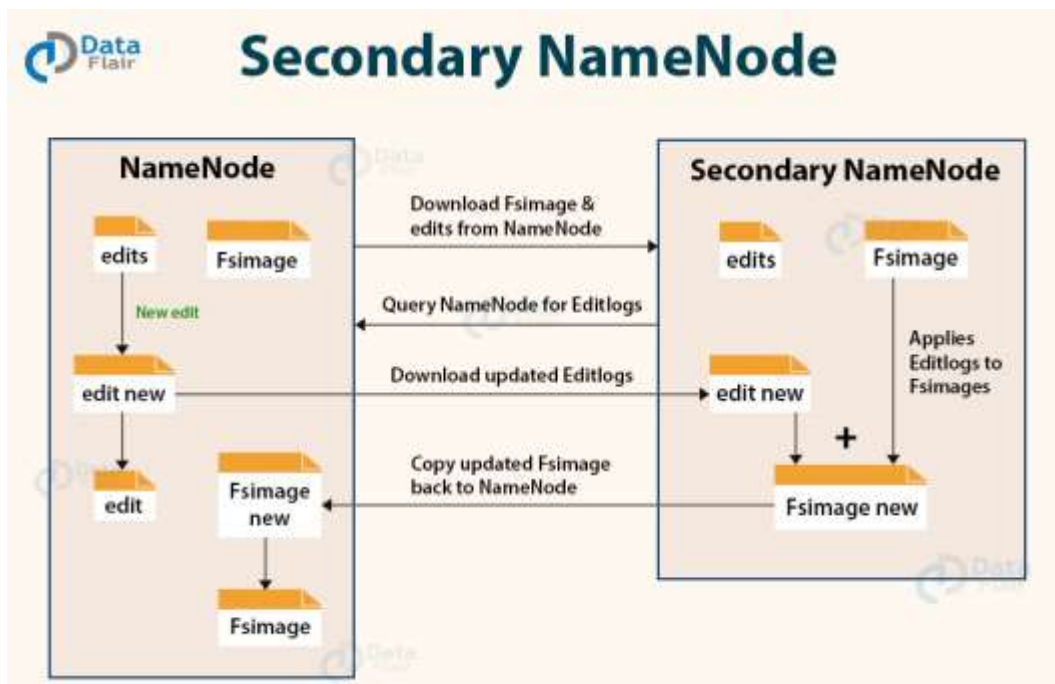 Data
Flair
Secondary NameNode
NameNode
edits
Fsimage
New edit
edit new
edit
Fsimage
new
Fsimage
Download Fsimage &
edits from NameNode
Query NameNode for Editlogs
Download updated Editlogs
Copy updated Fsimage
back to NameNode
Secondary NameNode
edits
Fsimage
Applies
Editlogs to
Fsimages
edit new
+
Fsimage new
Data
Data